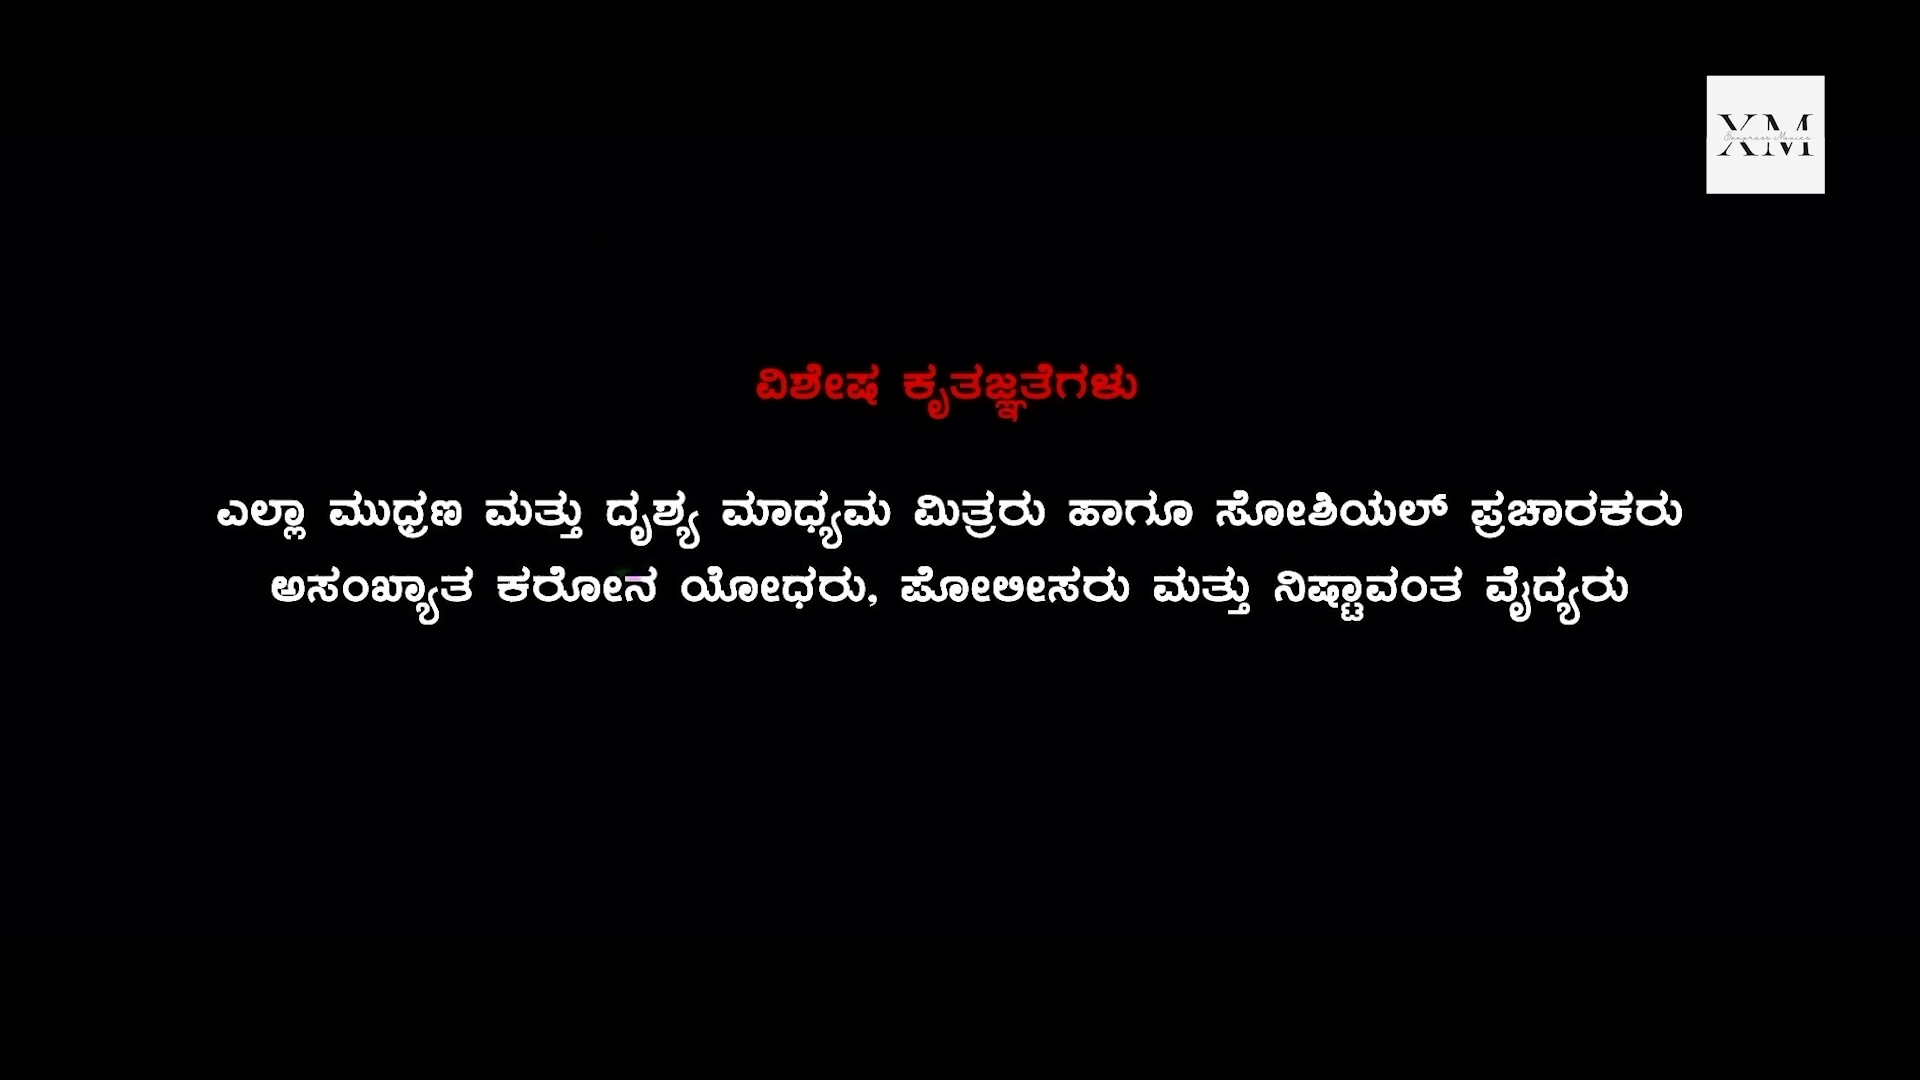 XM
ವಿಶೇಷ ಕೃತಜ್ಞತೆಗಳು
ಎಲ್ಲಾ ಮುಧ್ರಣ ಮತ್ತು ದೃಶ್ಯ ಮಾಧ್ಯಮ ಮಿತ್ರರು ಹಾಗೂ ಸೋಶಿಯಲ್ ಪ್ರಚಾರಕರು
ಅಸಂಖ್ಯಾತ ಕರೋನ ಯೋಧರು, ಪೋಲೀಸರು ಮತ್ತು ನಿಷ್ಟಾವಂತ ವೈದ್ಯರು